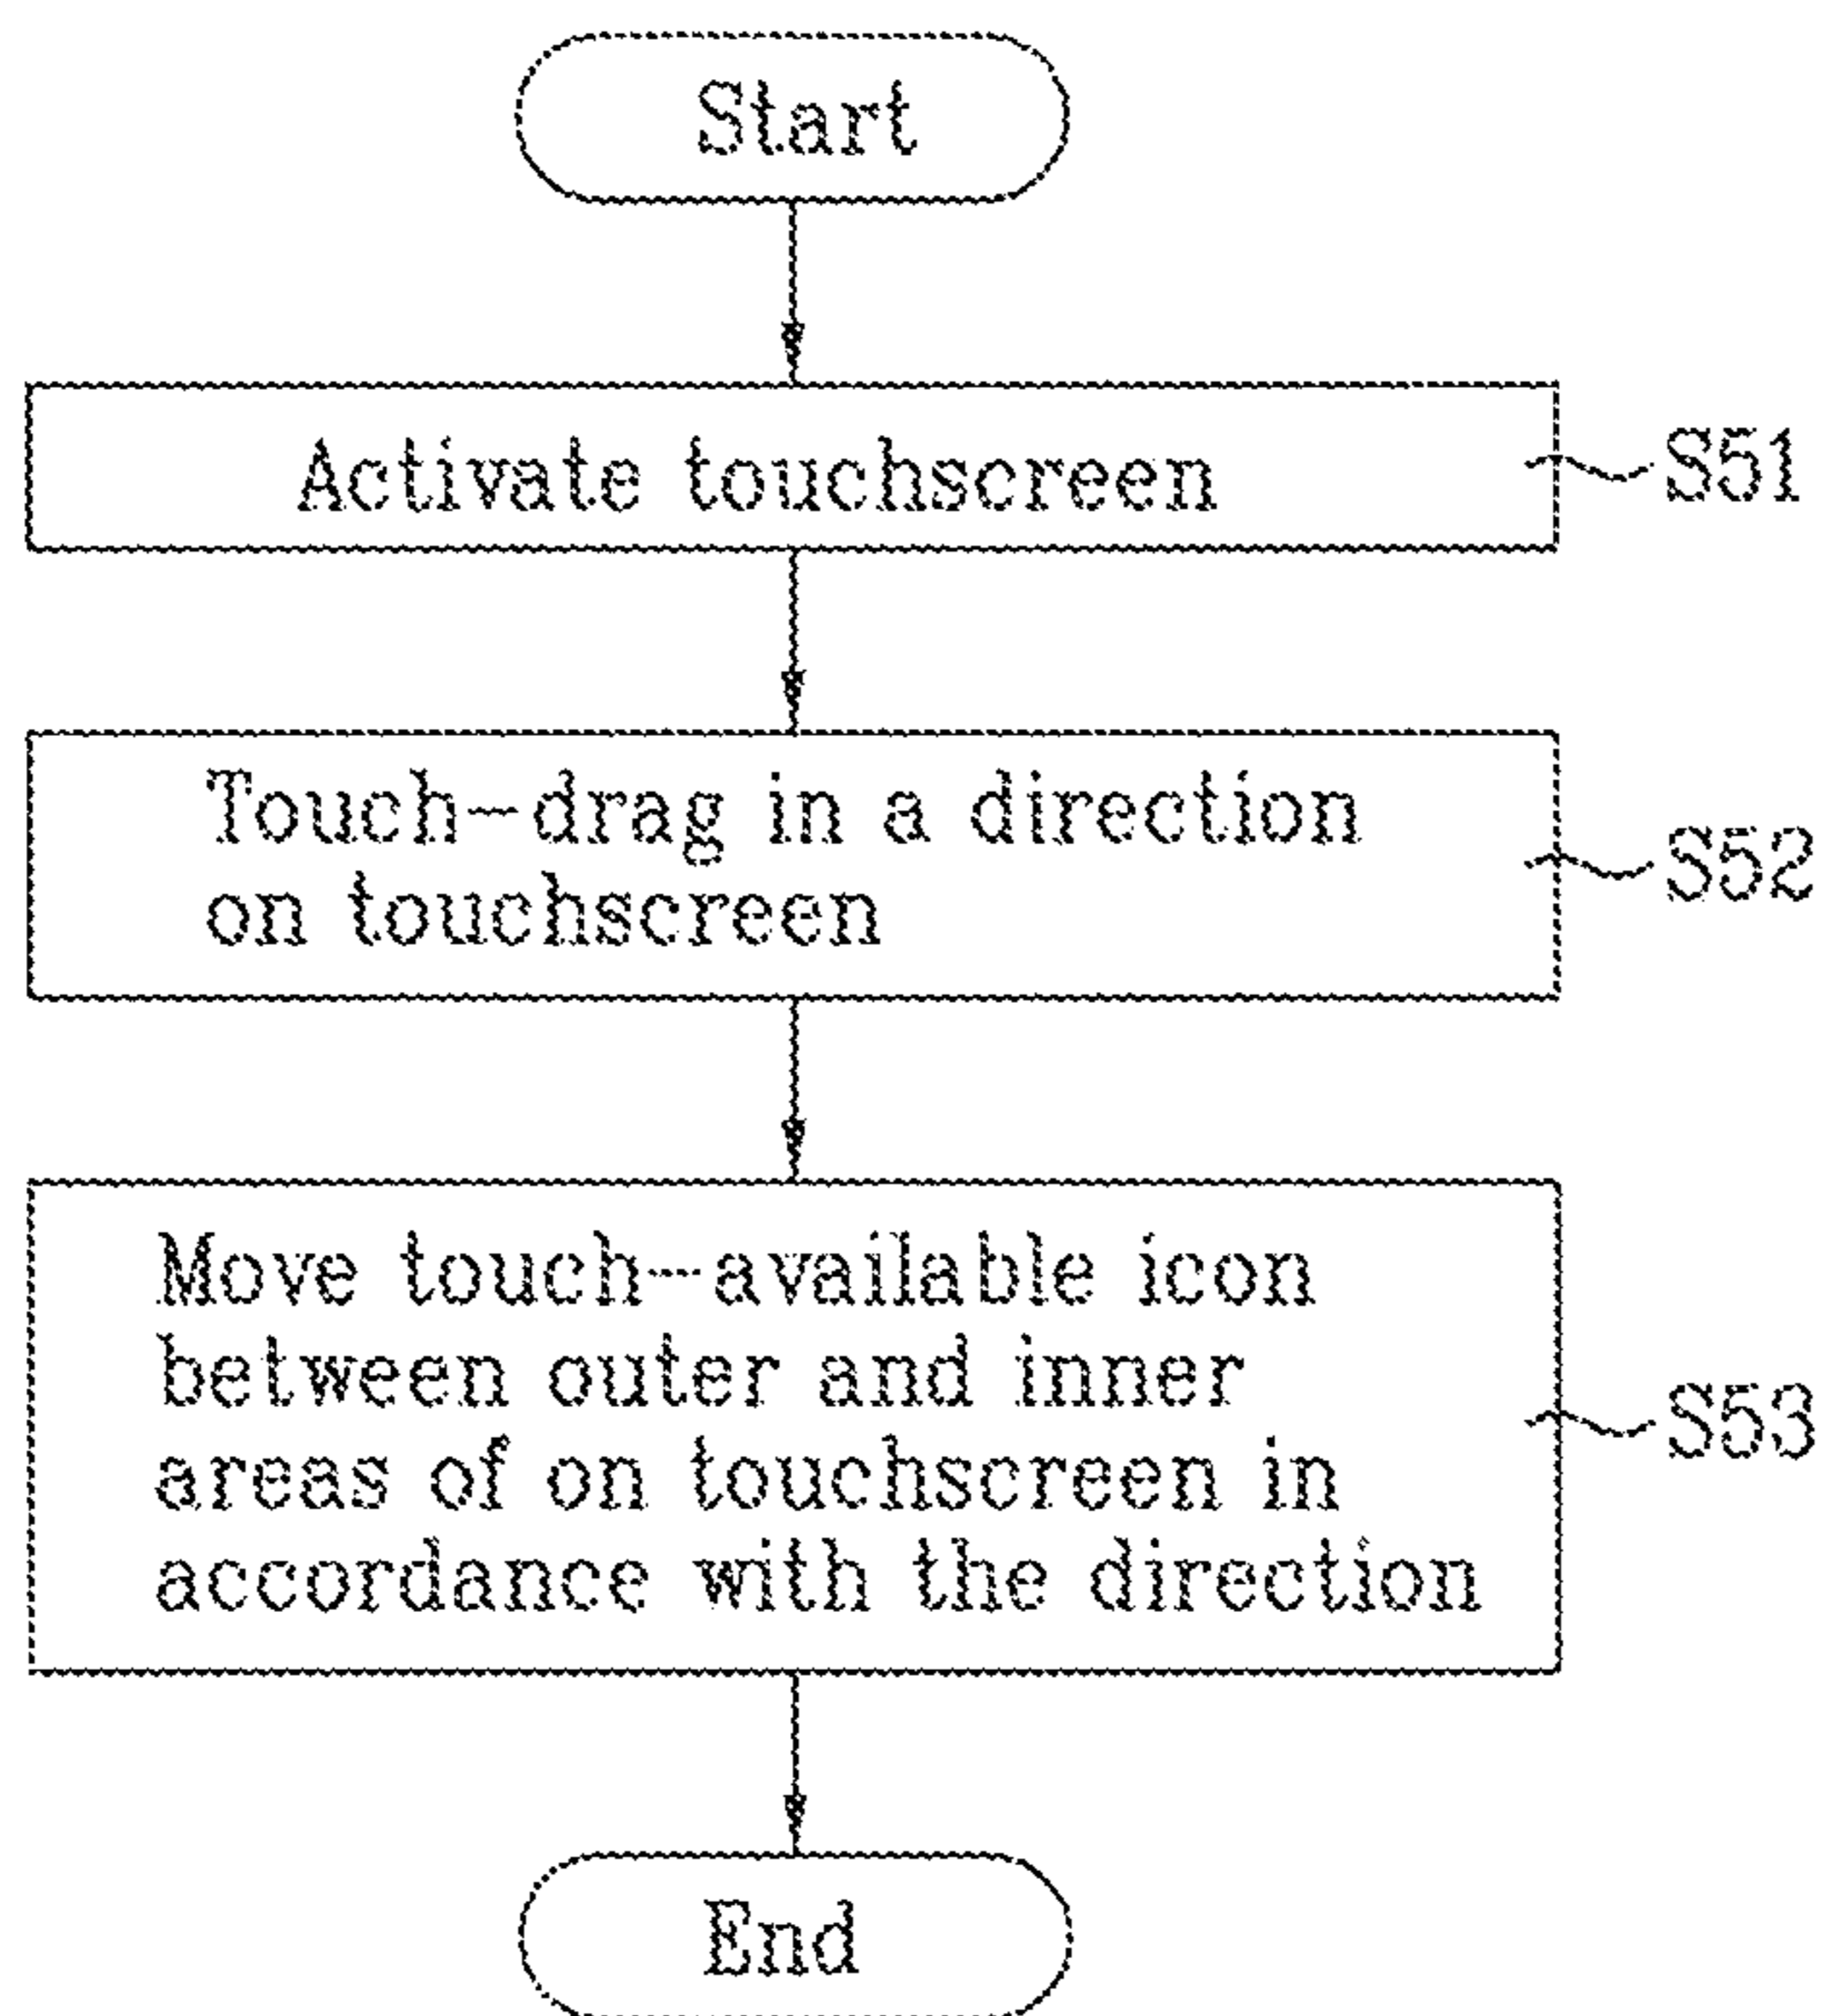 Start
Activate touchscreen
S51
Touch-drag in a direction
on touchscreen
S52
Move touch-available icon
between outer and inner
areas of on touchscreen in
accordance with the direction
S53
End